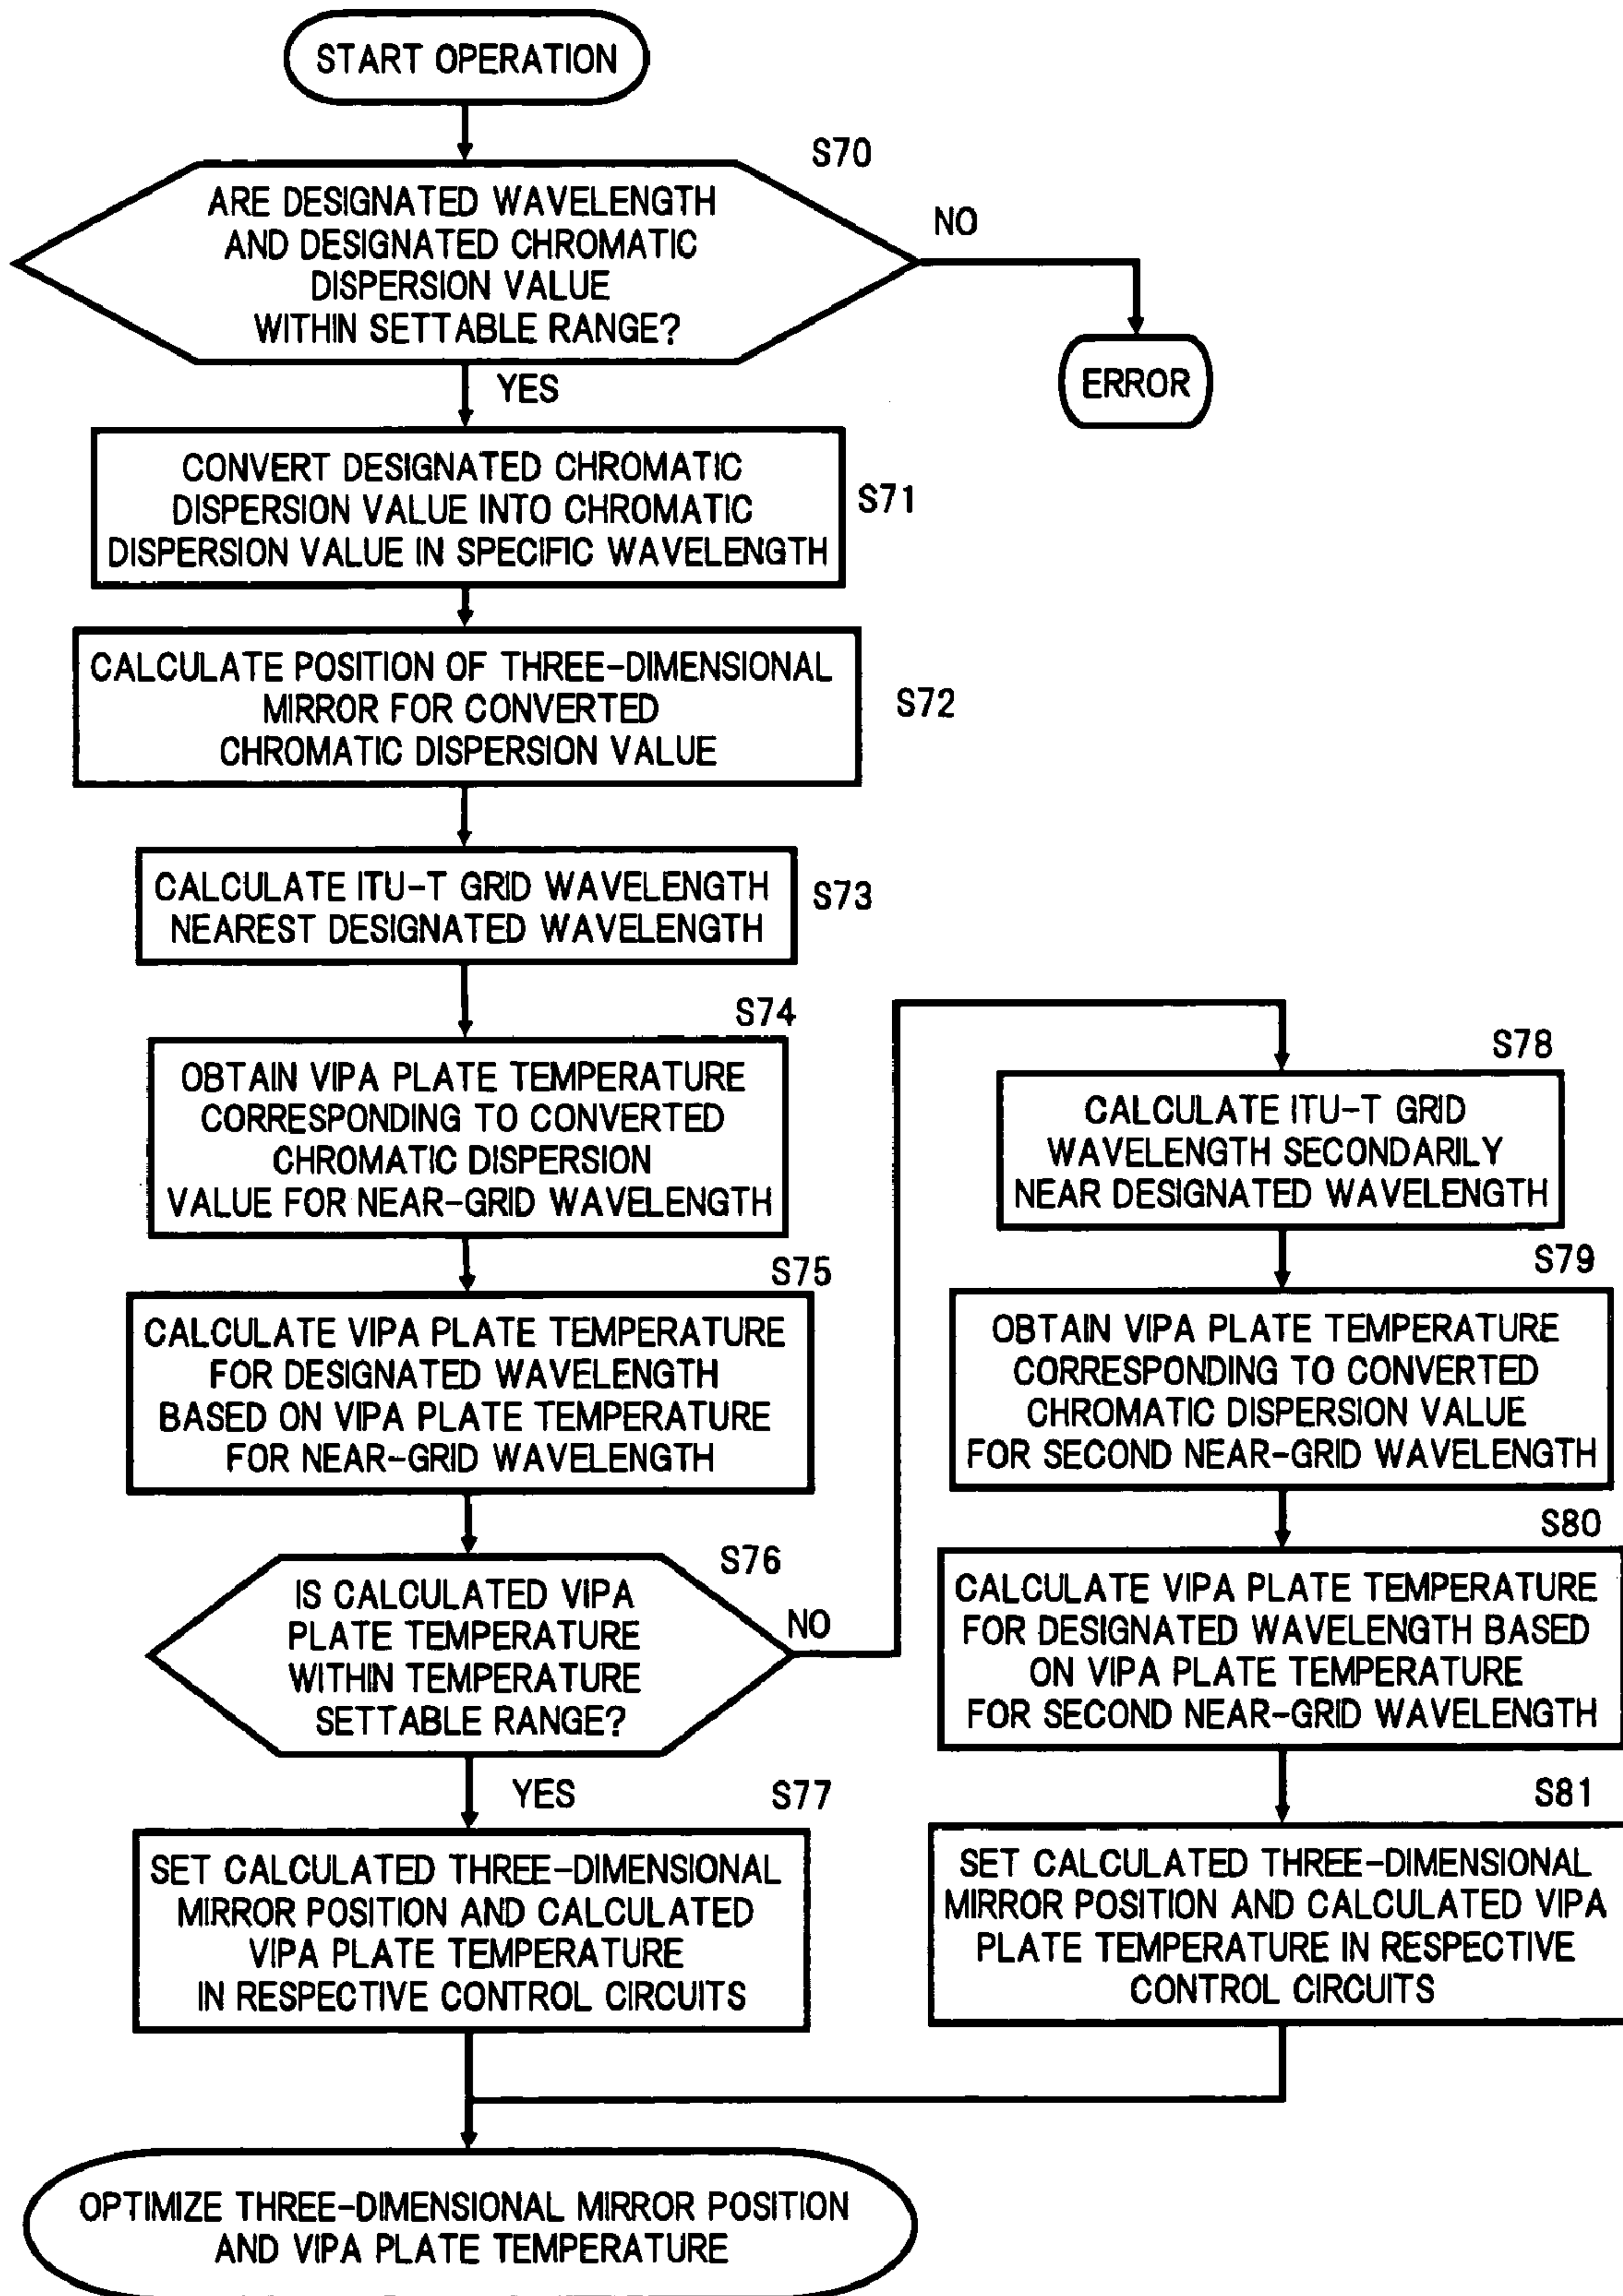 START OPERATION
S70
ARE DESIGNATED WAVELENGTH
AND DESIGNATED CHROMATIC
DISPERSION VALUE
WITHIN SETTABLE RANGE?
NO
ERROR
YES
CONVERT DESIGNATED CHROMATIC
DISPERSION VALUE INTO CHROMATIC
DISPERSION VALUE IN SPECIFIC WAVELENGTH
S71
CALCULATE POSITION OF THREE-DIMENSIONAL
MIRROR FOR CONVERTED
CHROMATIC DISPERSION VALUE
S72
CALCULATE ITU-T GRID WAVELENGTH
NEAREST DESIGNATED WAVELENGTH
S73
S74
OBTAIN VIPA PLATE TEMPERATURE
CORRESPONDING TO CONVERTED
CHROMATIC DISPERSION
VALUE FOR NEAR-GRID WAVELENGTH
S75
CALCULATE VIPA PLATE TEMPERATURE
FOR DESIGNATED WAVELENGTH
BASED ON VIPA PLATE TEMPERATURE
FOR NEAR-GRID WAVELENGTH
S76
IS CALCULATED VIPA
PLATE TEMPERATURE
WITHIN TEMPERATURE
SETTABLE RANGE?
NO
YES
S77
SET CALCULATED THREE-DIMENSIONAL
MIRROR POSITION AND CALCULATED
VIPA PLATE TEMPERATURE
IN RESPECTIVE CONTROL CIRCUITS
S78
CALCULATE ITU-T GRID
WAVELENGTH SECONDARILY
NEAR DESIGNATED WAVELENGTH
S79
OBTAIN VIPA PLATE TEMPERATURE
CORRESPONDING TO CONVERTED
CHROMATIC DISPERSION VALUE
FOR SECOND NEAR-GRID WAVELENGTH
S80
CALCULATE VIPA PLATE TEMPERATURE
FOR DESIGNATED WAVELENGTH BASED
ON VIPA PLATE TEMPERATURE
FOR SECOND NEAR-GRID WAVELENGTH
S81
SET CALCULATED THREE-DIMENSIONAL
MIRROR POSITION AND CALCULATED VIPA
PLATE TEMPERATURE IN RESPECTIVE
CONTROL CIRCUITS
OPTIMIZE THREE-DIMENSIONAL MIRROR POSITION
AND VIPA PLATE TEMPERATURE